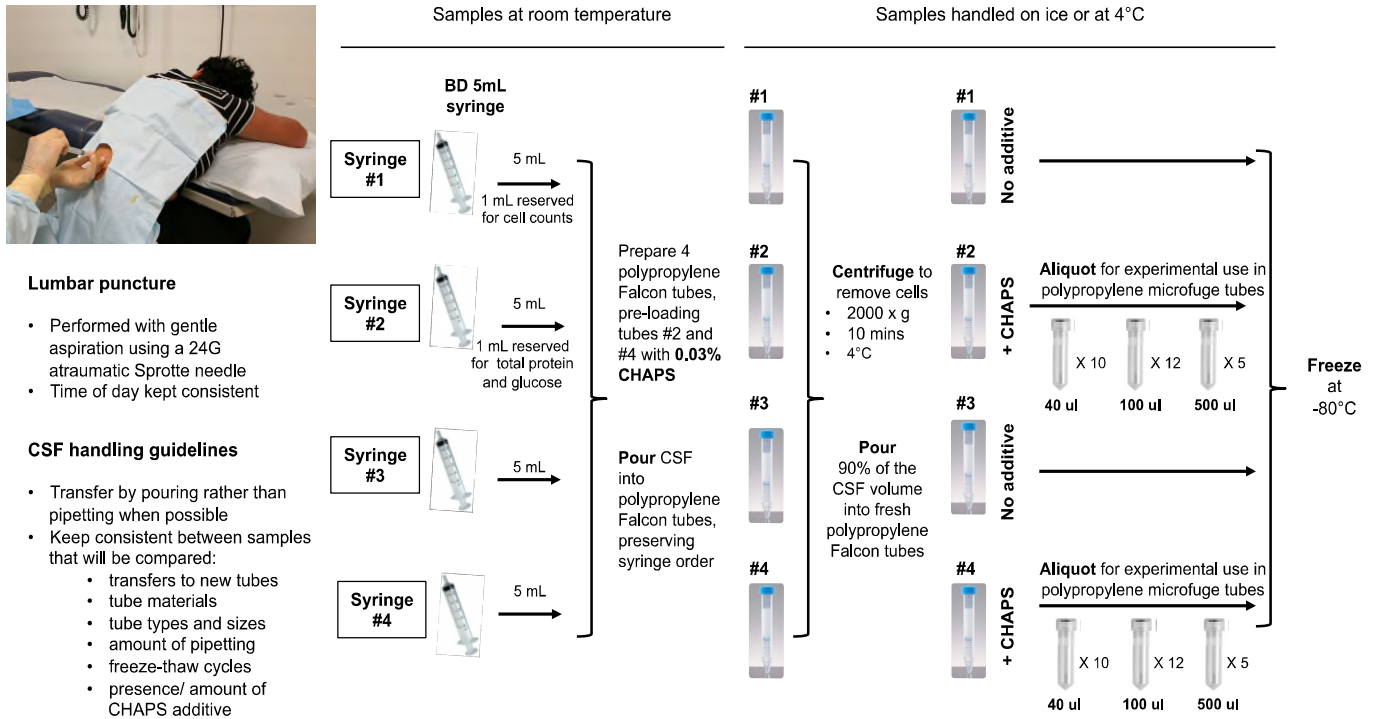 Samples at room temperature
Samples handled on ice or at 4°C
Lumbar puncture
• Performed with gentle
aspiration using a 24G
atraumatic Sprotte needle
• Time of day kept consistent
CSF handling guidelines
• Transfer by pouring rather than
pipetting when possible
• Keep consistent between samples
that will be compared:
• transfers to new tubes
• tube materials
• tube types and sizes
• amount of pipetting
• freeze-thaw cycles
• presence/ amount of
CHAPS additive
BD 5mL
syringe
Syringe
#1
5 mL
1 mL reserved
for cell counts
Syringe
#2
5 mL
1 mL reserved
for total protein
and glucose
Syringe
#3
5 mL
Syringe
#4
5 mL
Prepare 4
polypropylene
Falcon tubes,
pre-loading
tubes #2 and
#4 with 0.03%
CHAPS
Pour CSF
into
polypropylene
Falcon tubes,
preserving
syringe order
#1
#2
#3
#4
Centrifuge to
remove cells
• 2000 x g
• 10 mins
• 4°C
Pour
90% of the
CSF volume
into fresh
polypropylene
Falcon tubes
#1
No additive
#2
+ CHAPS
Aliquot for experimental use in
polypropylene microfuge tubes
X 10
X 12
X 5
40 ul
100 ul
500 ul
#3
No additive
#4
+ CHAPS
Aliquot for experimental use in
polypropylene microfuge tubes
X 10
X 12
X 5
40 ul
100 ul
500 ul
Freeze
at
-80°C